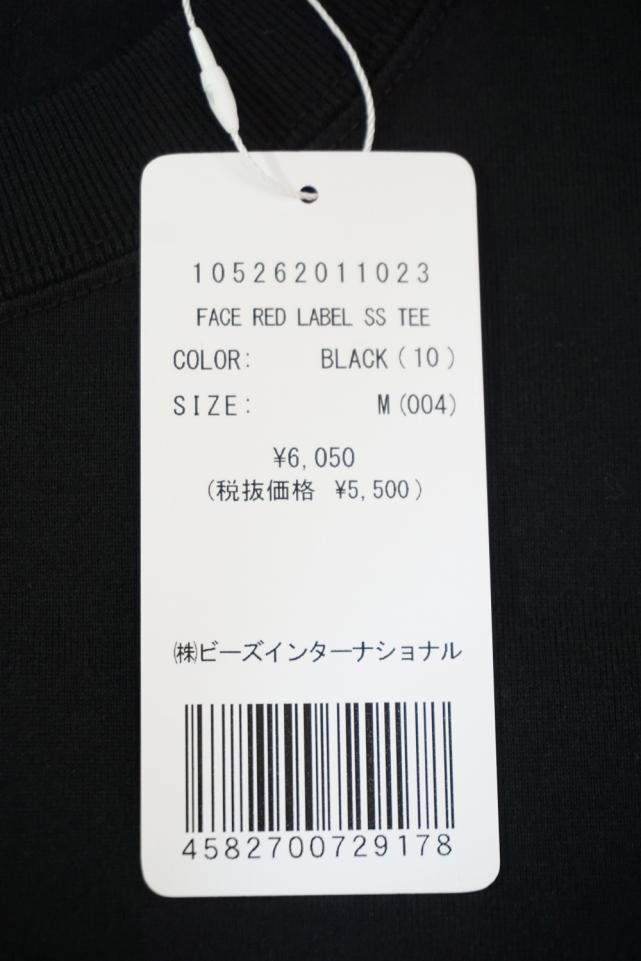 105262011023
FACE RED LABEL SS TEE
COLOR: BLACK(10)
SIZE: M(004)
¥6,050
(税抜価格 ¥5,500)
㈱ビーズインターナショナル
4582700729178